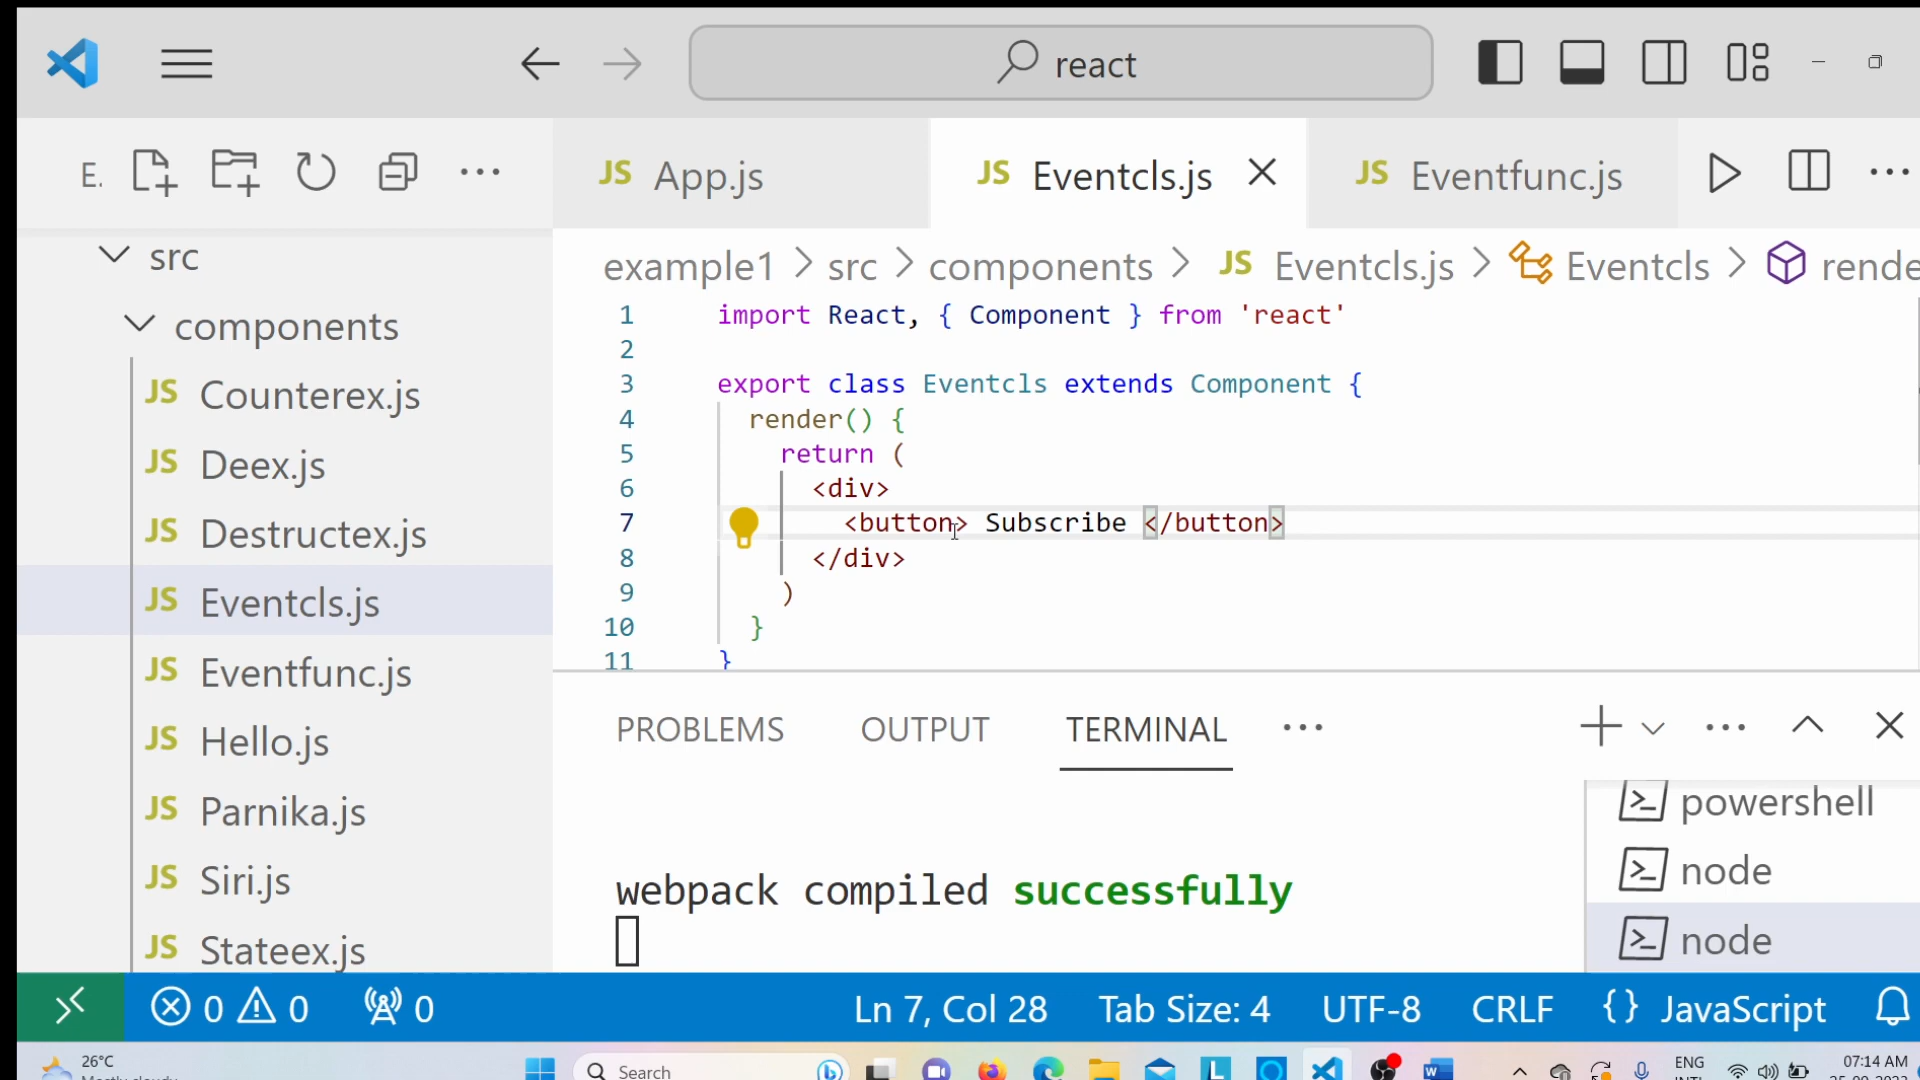 react
E.
JS App.js
JS Eventcls.js
JS Eventfunc.js
src
components
JS Counterex.js
JS Deex.js
JS Destructex.js
JS Eventcls.js
JS Eventfunc.js
JS Hello.js
JS Parnika.js
JS Siri.js
JS Stateex.js
example1 > src > components > JS Eventcls.js > Eventcls > rende
1 import React, { Component } from 'react'
2
3 export class Eventcls extends Component {
4 render() {
5 return (
6 <div>
7 <button> Subscribe </button>
8 </div>
9 )
10 }
11 }
PROBLEMS OUTPUT TERMINAL
webpack compiled successfully
powershell
node
node
0 0 0
Ln 7, Col 28 Tab Size: 4 UTF-8 CRLF {} JavaScript
26°C
Mostly cloudy
Search
ENG
07:14 AM